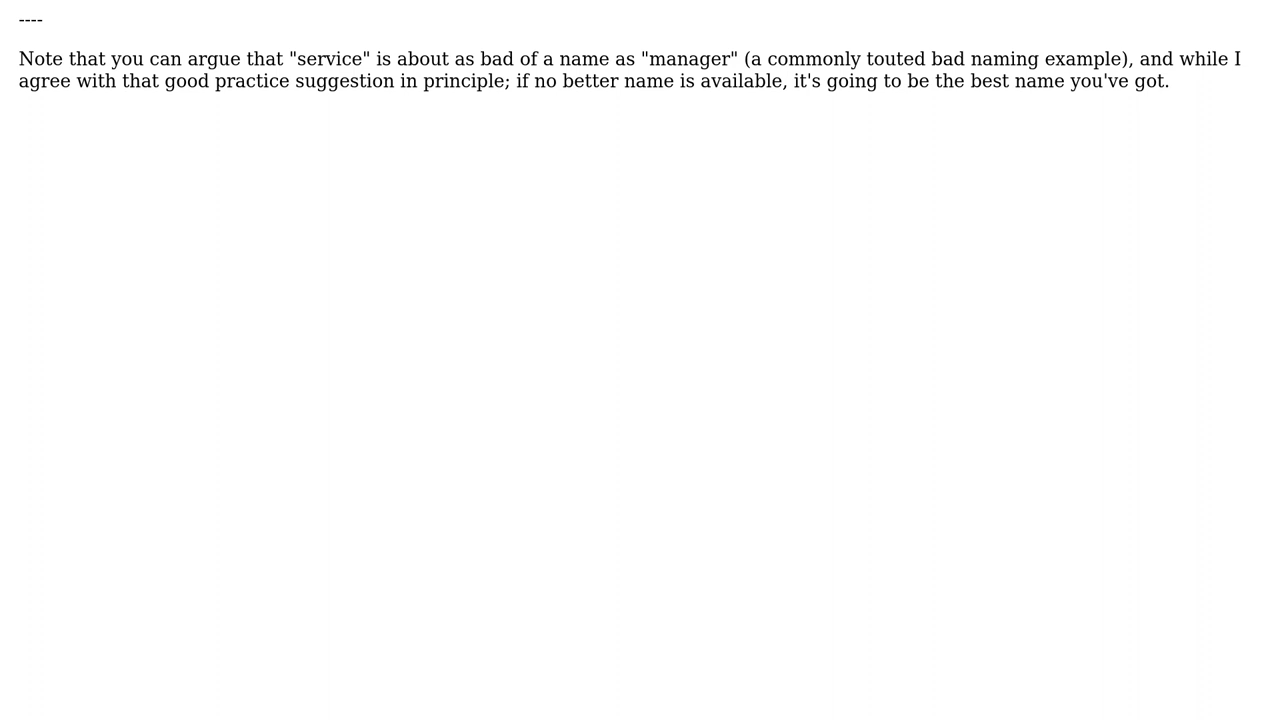 ----
Note that you can argue that "service" is about as bad of a name as "manager" (a commonly touted bad naming example), and while I
agree with that good practice suggestion in principle; if no better name is available, it's going to be the best name you've got.